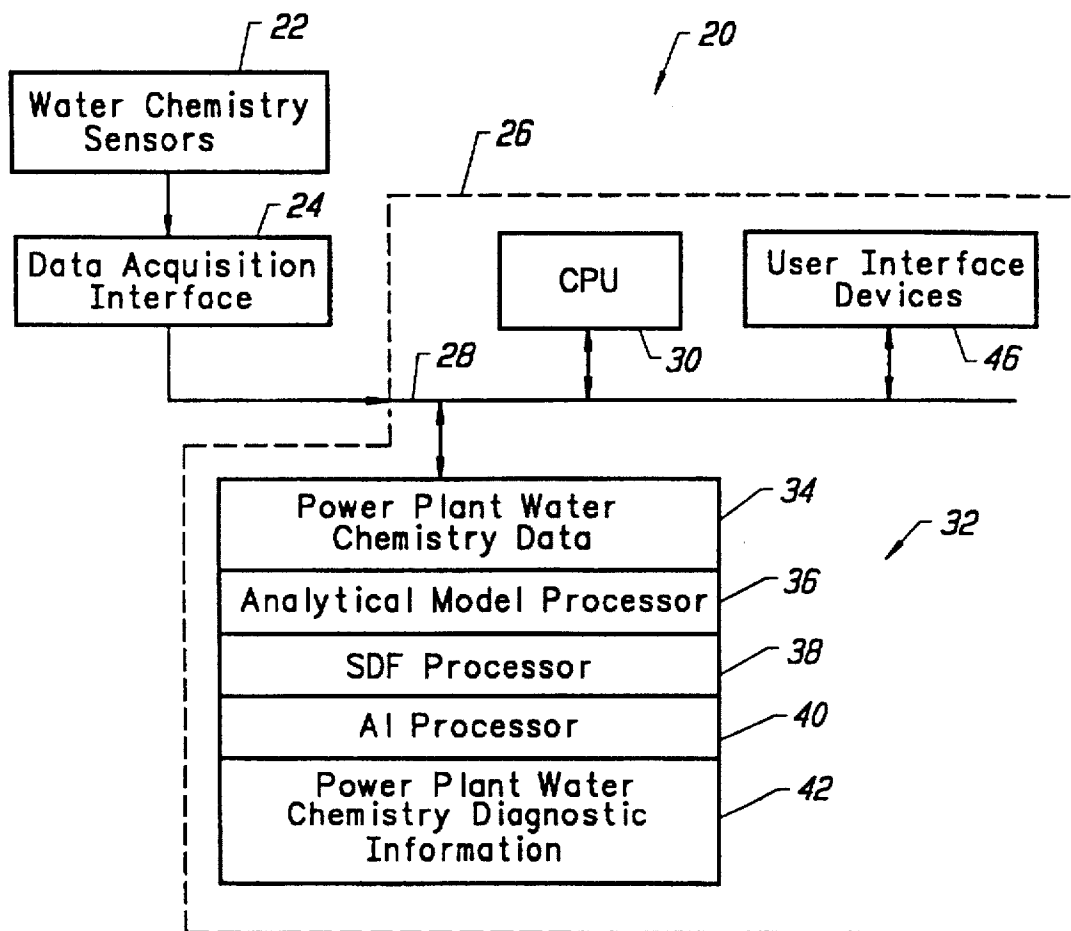 22
20
Water Chemistry
Sensors
26
24
Data Acquisition
Interface
CPU
User Interface
Devices
28
30
46
Power Plant Water
Chemistry Data
34
32
Analytical Model Processor
36
SDF Processor
38
AI Processor
40
Power Plant Water
Chemistry Diagnostic
Information
42